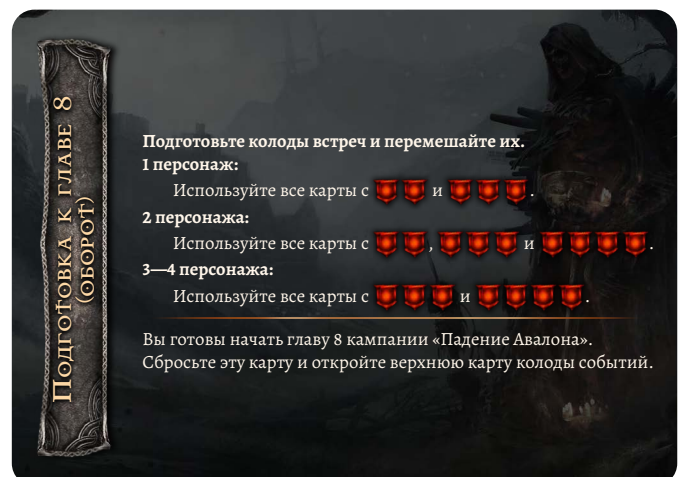 Подготовка к главе 8
(оборот)
Подготовьте колоды встреч и перемешайте их.
1 персонаж:
Используйте все карты с и .
2 персонажа:
Используйте все карты с , и .
3—4 персонажа:
Используйте все карты с и .
Вы готовы начать главу 8 кампании «Падение Авалона».
Сбросьте эту карту и откройте верхнюю карту колоды событий.